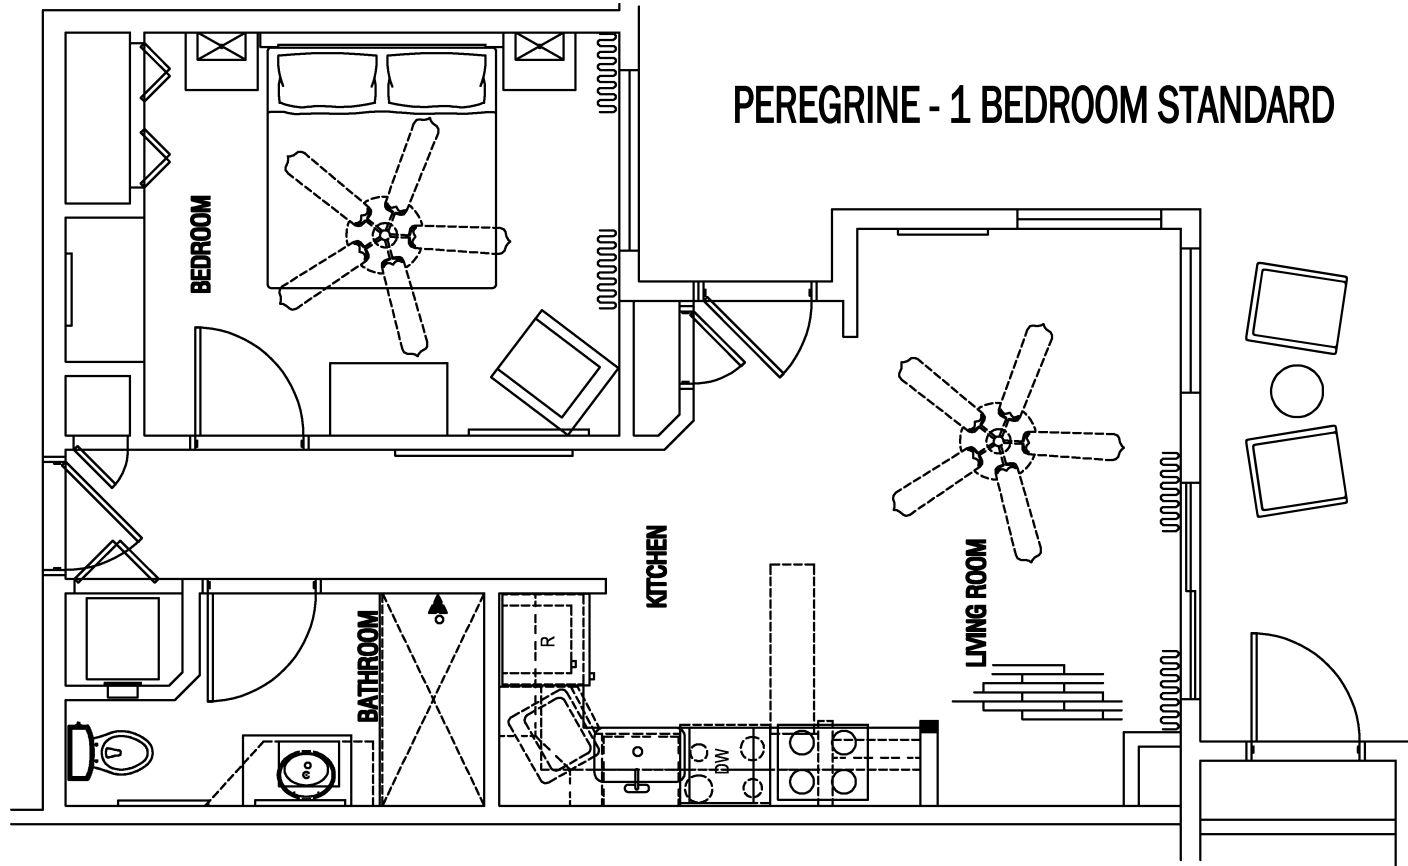 PEREGRINE - 1 BEDROOM STANDARD
BEDROOM
KITCHEN
LIVING ROOM
BATHROOM
R
DW